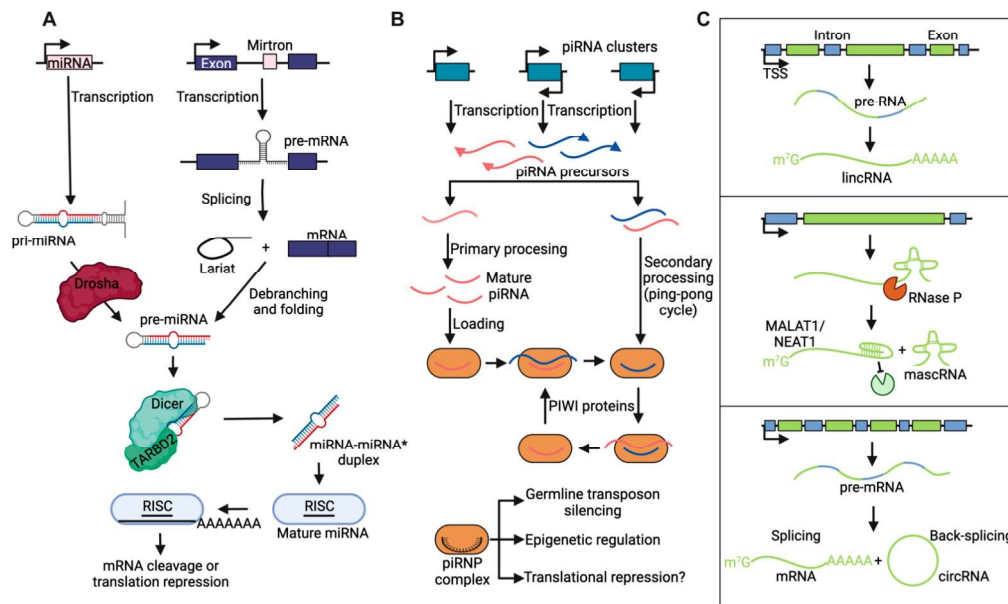 A
miRNA
Transcription
pri-miRNA
Drosha
Mirtron
Exon
Transcription
pre-mRNA
Splicing
Lariat
+
mRNA
Debranching
and folding
pre-miRNA
Dicer
TARBD2
miRNA-miRNA*
duplex
RISC
Mature miRNA
RISC
AAAAAAA
mRNA cleavage or
translation repression
B
piRNA clusters
Transcription
Transcription
piRNA precursors
Primary procesing
Mature
piRNA
Loading
Secondary
processing
(ping-pong
cycle)
PIWI proteins
piRNP
complex
Germline transposon
silencing
Epigenetic regulation
Translational repression?
C
Intron
Exon
TSS
pre-RNA
m⁷G
AAAAA
lincRNA
RNase P
MALAT1/
NEAT1
m⁷G
+
mascRNA
pre-mRNA
Splicing
Back-splicing
m⁷G
AAAAA
+
mRNA
circRNA